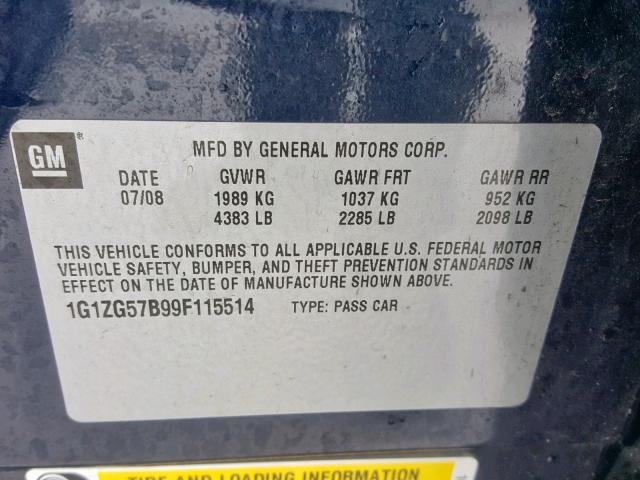 GM ®
MFD BY GENERAL MOTORS CORP.
DATE GVWR GAWR FRT GAWR RR
07/08 1989 KG 1037 KG 952 KG
4383 LB 2285 LB 2098 LB
THIS VEHICLE CONFORMS TO ALL APPLICABLE U.S. FEDERAL MOTOR
VEHICLE SAFETY, BUMPER, AND THEFT PREVENTION STANDARDS IN
EFFECT ON THE DATE OF MANUFACTURE SHOWN ABOVE.
1G1ZG57B99F115514 TYPE: PASS CAR
TIRE AND LOADING INFORMATION